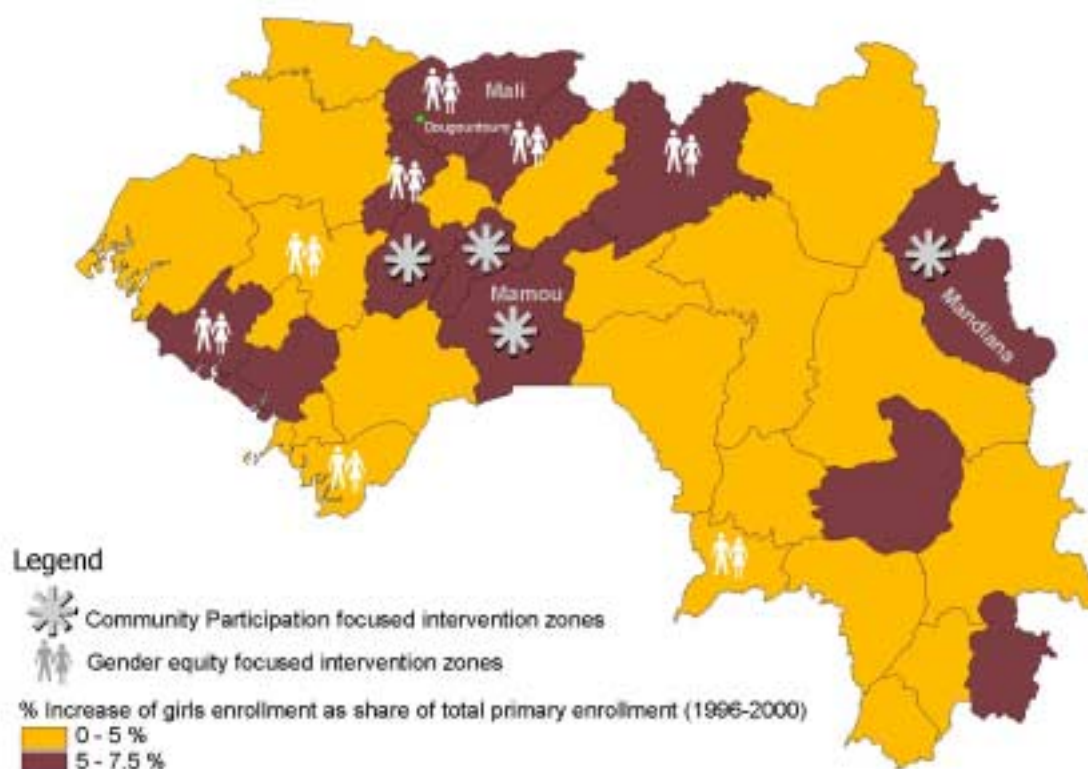 Mali
Dougountouny
Mamou
Mandiana
Legend
Community Participation focused intervention zones
Gender equity focused intervention zones
% Increase of girls enrollment as share of total primary enrollment (1996-2000)
0 - 5 %
5 - 7.5 %